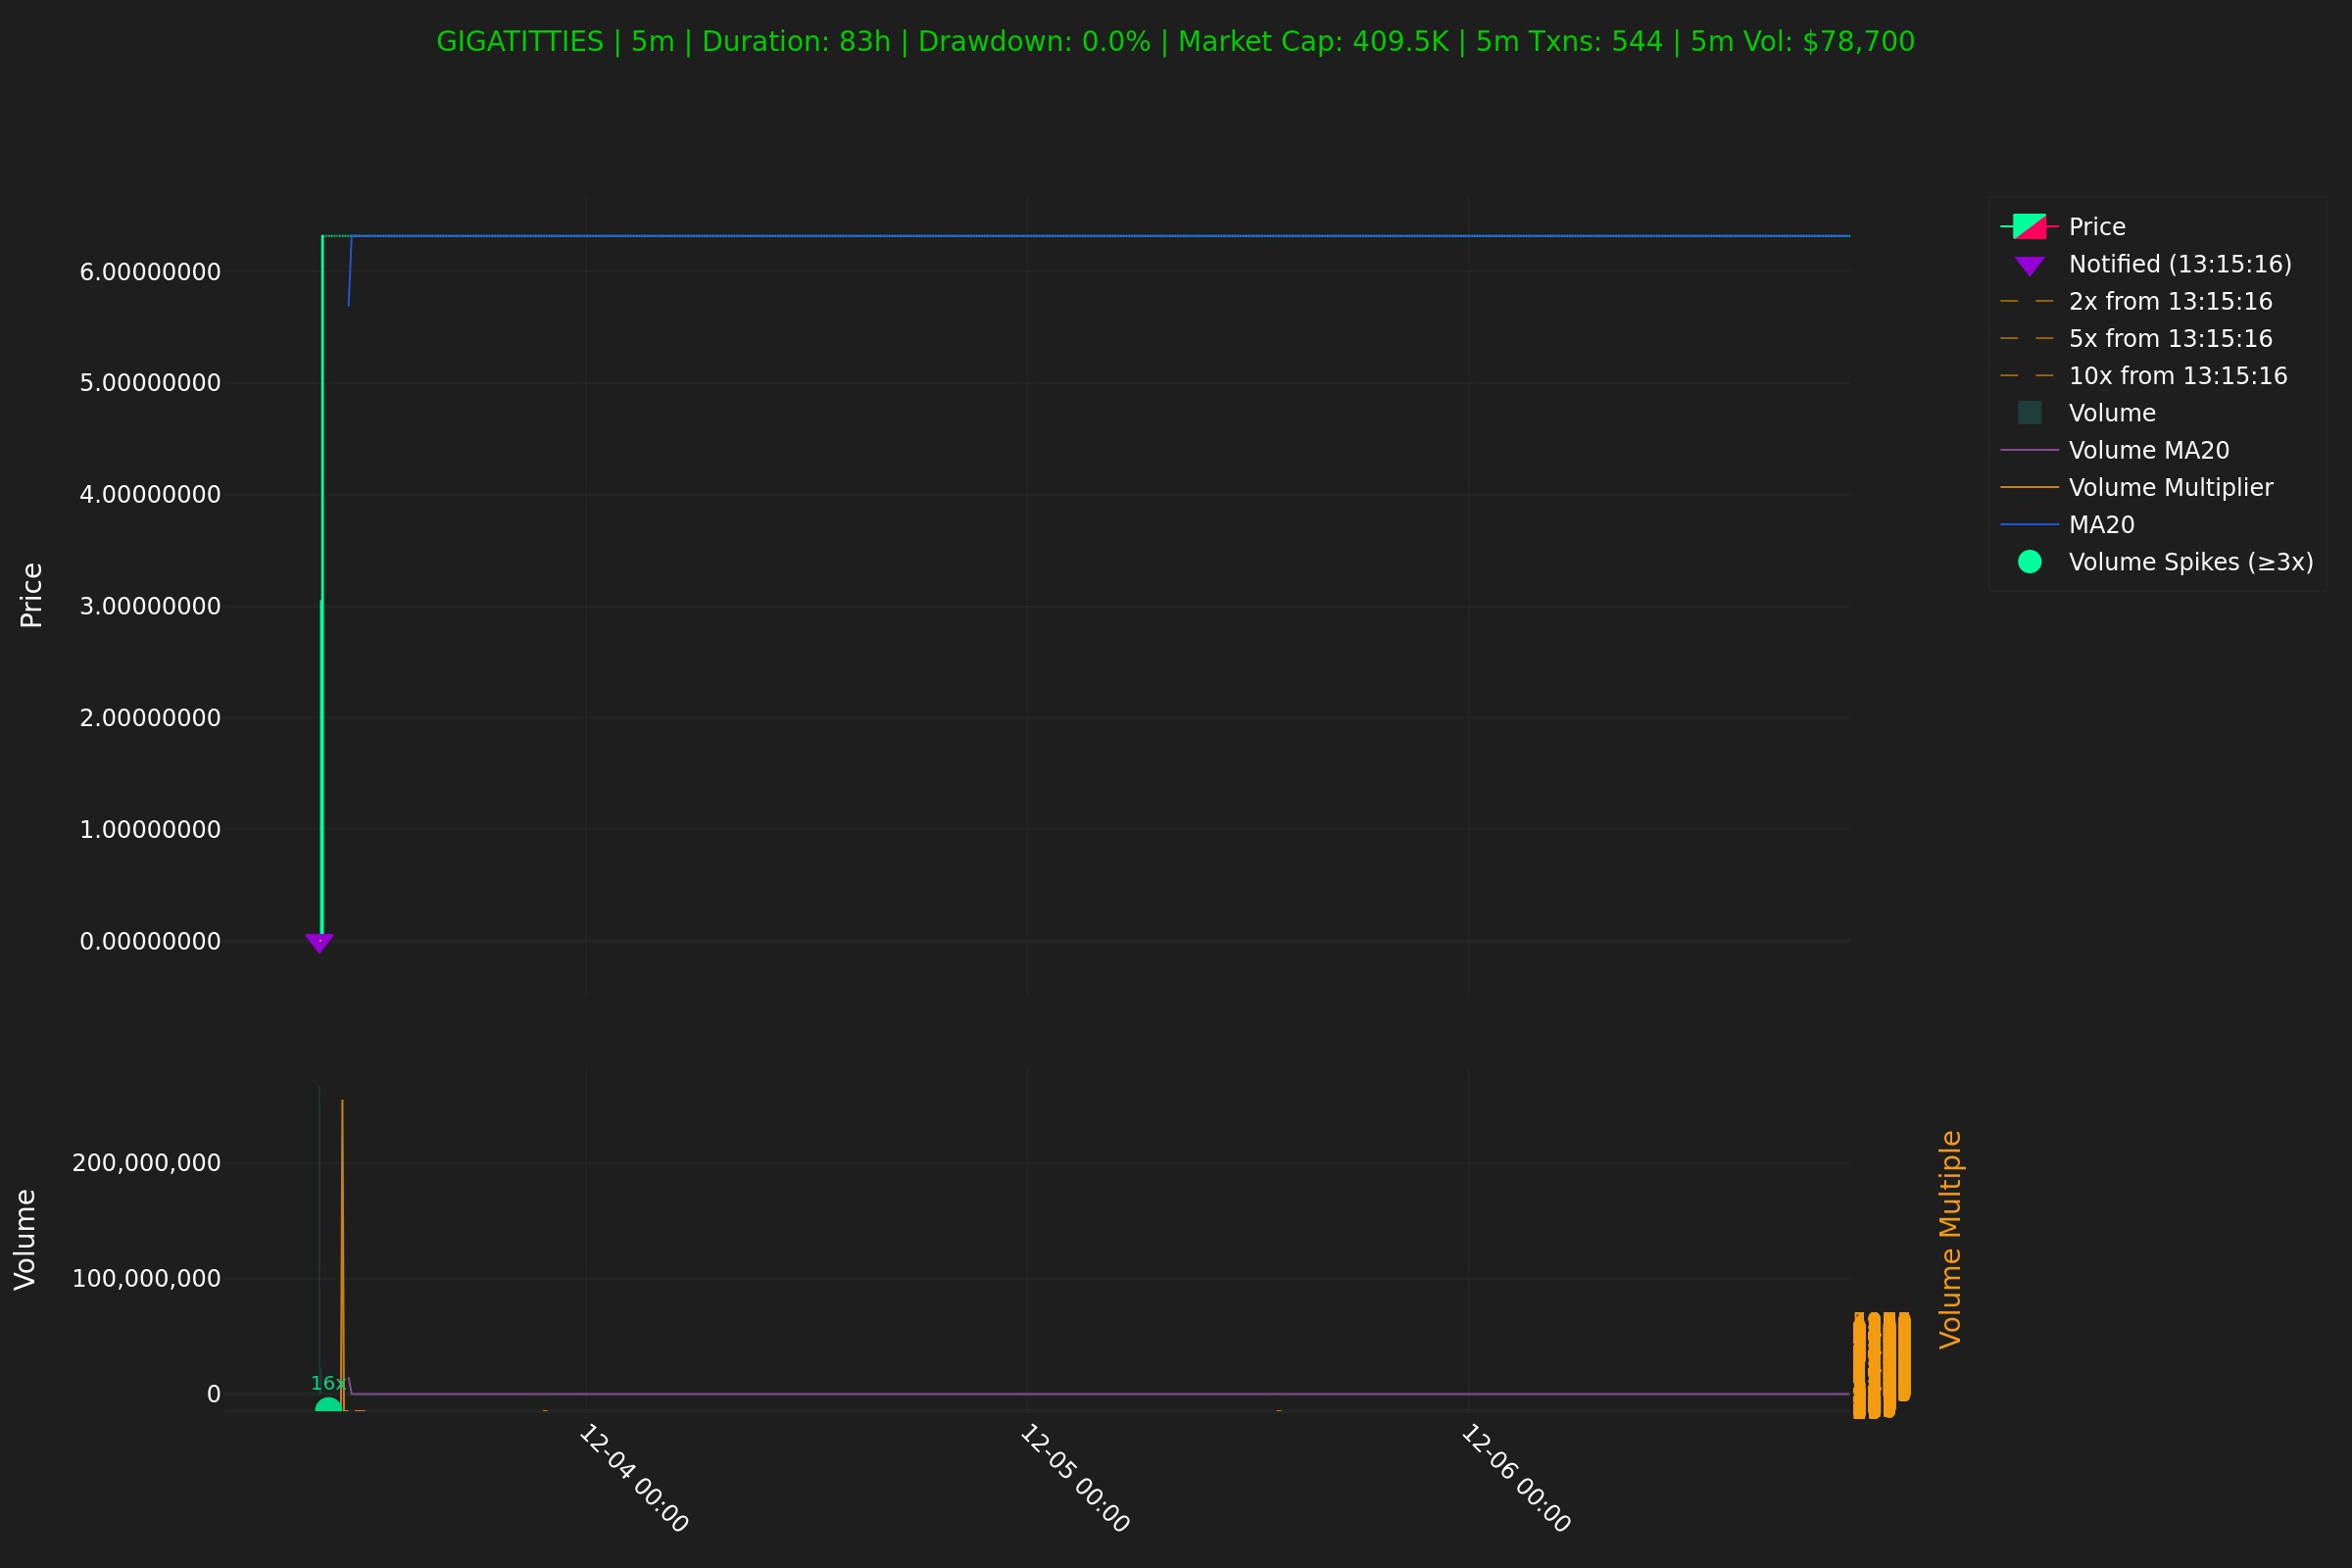 GIGATITTIES | 5m | Duration: 83h | Drawdown: 0.0% | Market Cap: 409.5K | 5m Txns: 544 | 5m Vol: $78,700
Price
6.00000000
5.00000000
4.00000000
3.00000000
2.00000000
1.00000000
0.00000000
Price
Notified (13:15:16)
2x from 13:15:16
5x from 13:15:16
10x from 13:15:16
Volume
Volume MA20
Volume Multiplier
MA20
Volume Spikes (≥3x)
Volume
200,000,000
100,000,000
0
16x
Volume Multiple
12-04 00:00
12-05 00:00
12-06 00:00